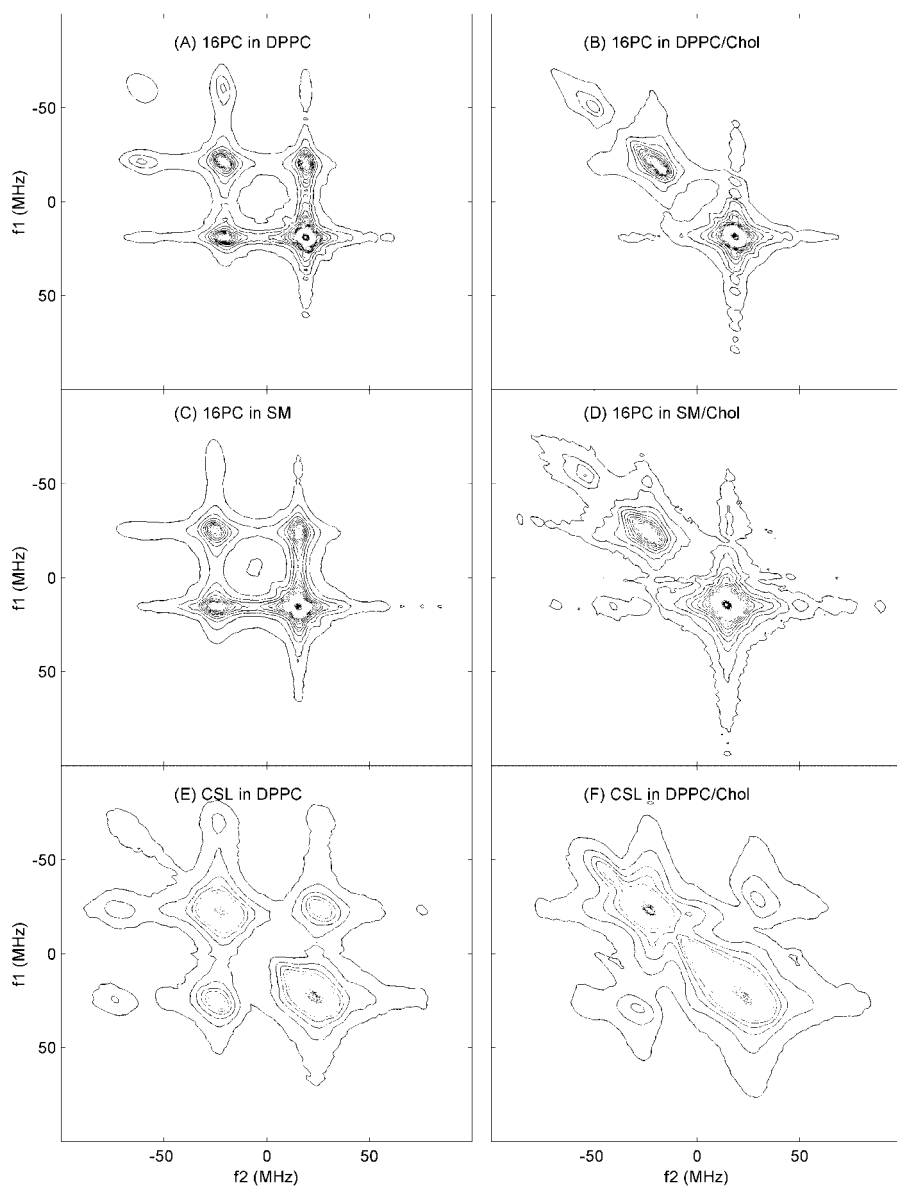 (A) 16PC in DPPC
(B) 16PC in DPPC/Chol
-50
0
50
f1 (MHz)
(C) 16PC in SM
(D) 16PC in SM/Chol
-50
0
50
f1 (MHz)
(E) CSL in DPPC
(F) CSL in DPPC/Chol
-50
0
50
f1 (MHz)
-50 0 50
-50 0 50
f2 (MHz)
f2 (MHz)